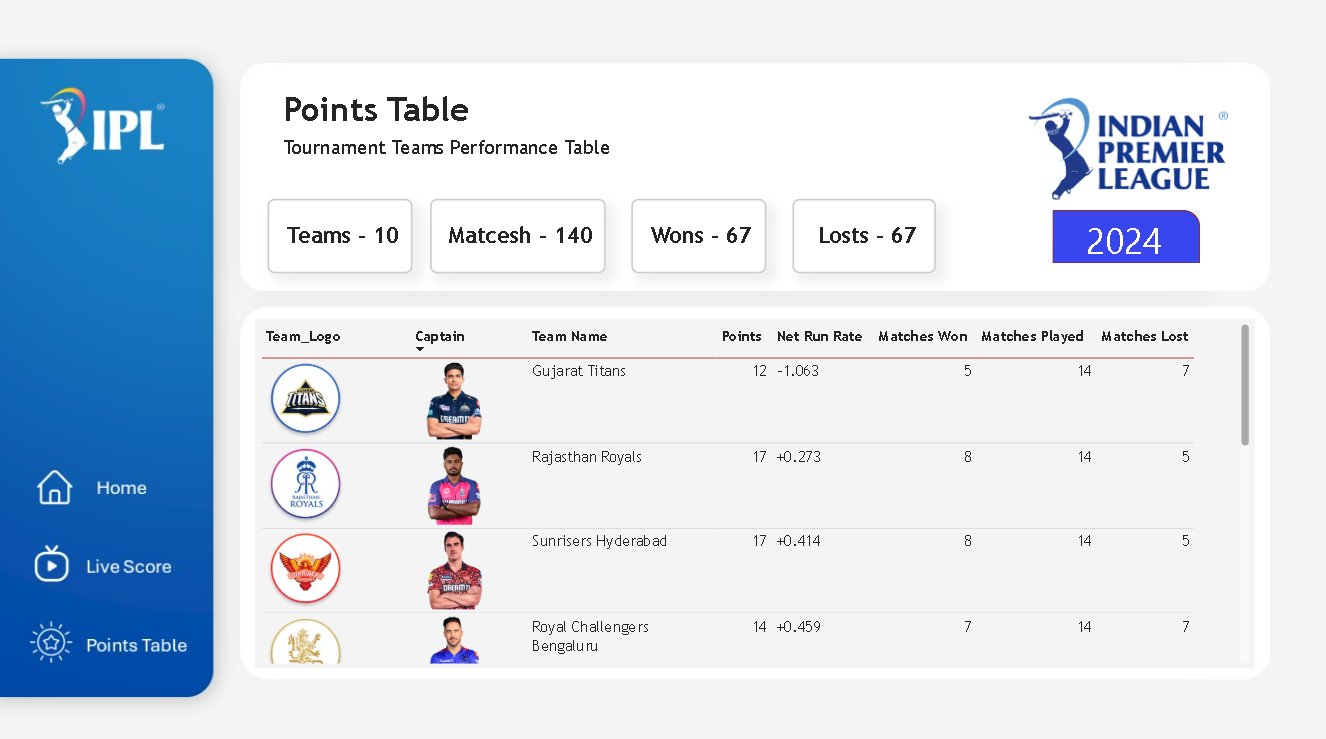 IPL
Points Table
Tournament Teams Performance Table
INDIAN ®
PREMIER
LEAGUE
Teams - 10 Matcesh - 140 Wons - 67 Losts - 67
2024
Team_Logo Captain Team Name Points Net Run Rate Matches Won Matches Played Matches Lost
TITANS Gujarat Titans 12 -1.063 5 14 7
RAJASTHAN
ROYALS
Rajasthan Royals 17 +0.273 8 14 5
Sunrisers Hyderabad 17 +0.414 8 14 5
Royal Challengers 14 +0.459 7 14 7
Bengaluru
Home
Live Score
Points Table